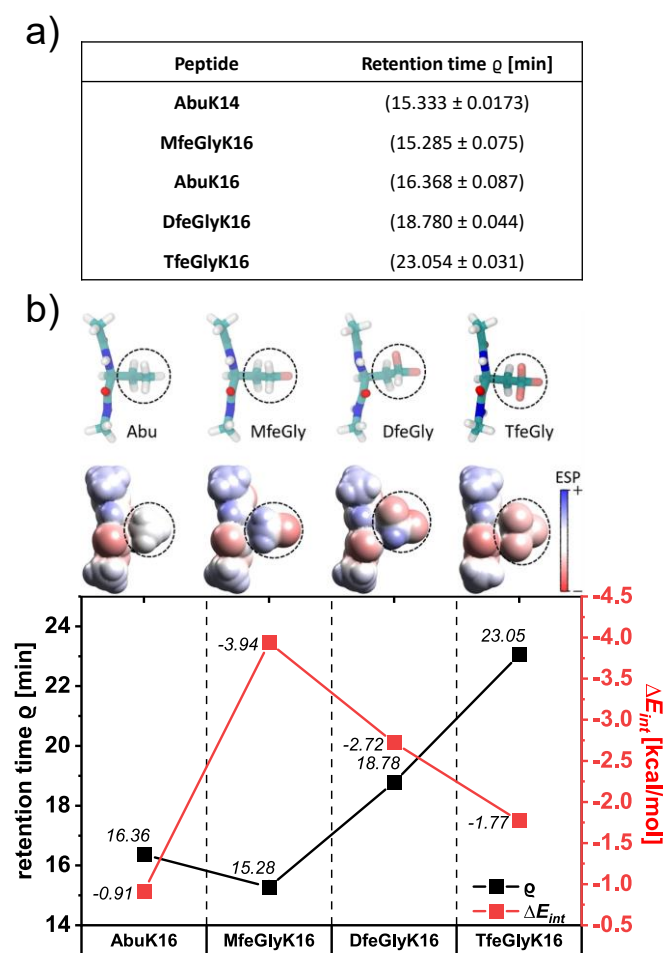 a)
Peptide Retention time ϱ [min]
AbuK14 (15.333 ± 0.0173)
MfeGlyK16 (15.285 ± 0.075)
AbuK16 (16.368 ± 0.087)
DfeGlyK16 (18.780 ± 0.044)
TfeGlyK16 (23.054 ± 0.031)
b)
Abu MfeGly DfeGly TfeGly
ESP
+
−
retention time ϱ [min]
24
22
20
18
16
14
16.36
15.28
18.78
23.05
-0.91
-3.94
-2.72
-1.77
ϱ
ΔE_int
-4.5
-4.0
-3.5
-3.0
-2.5
-2.0
-1.5
-1.0
-0.5
ΔE_int [kcal/mol]
AbuK16 MfeGlyK16 DfeGlyK16 TfeGlyK16